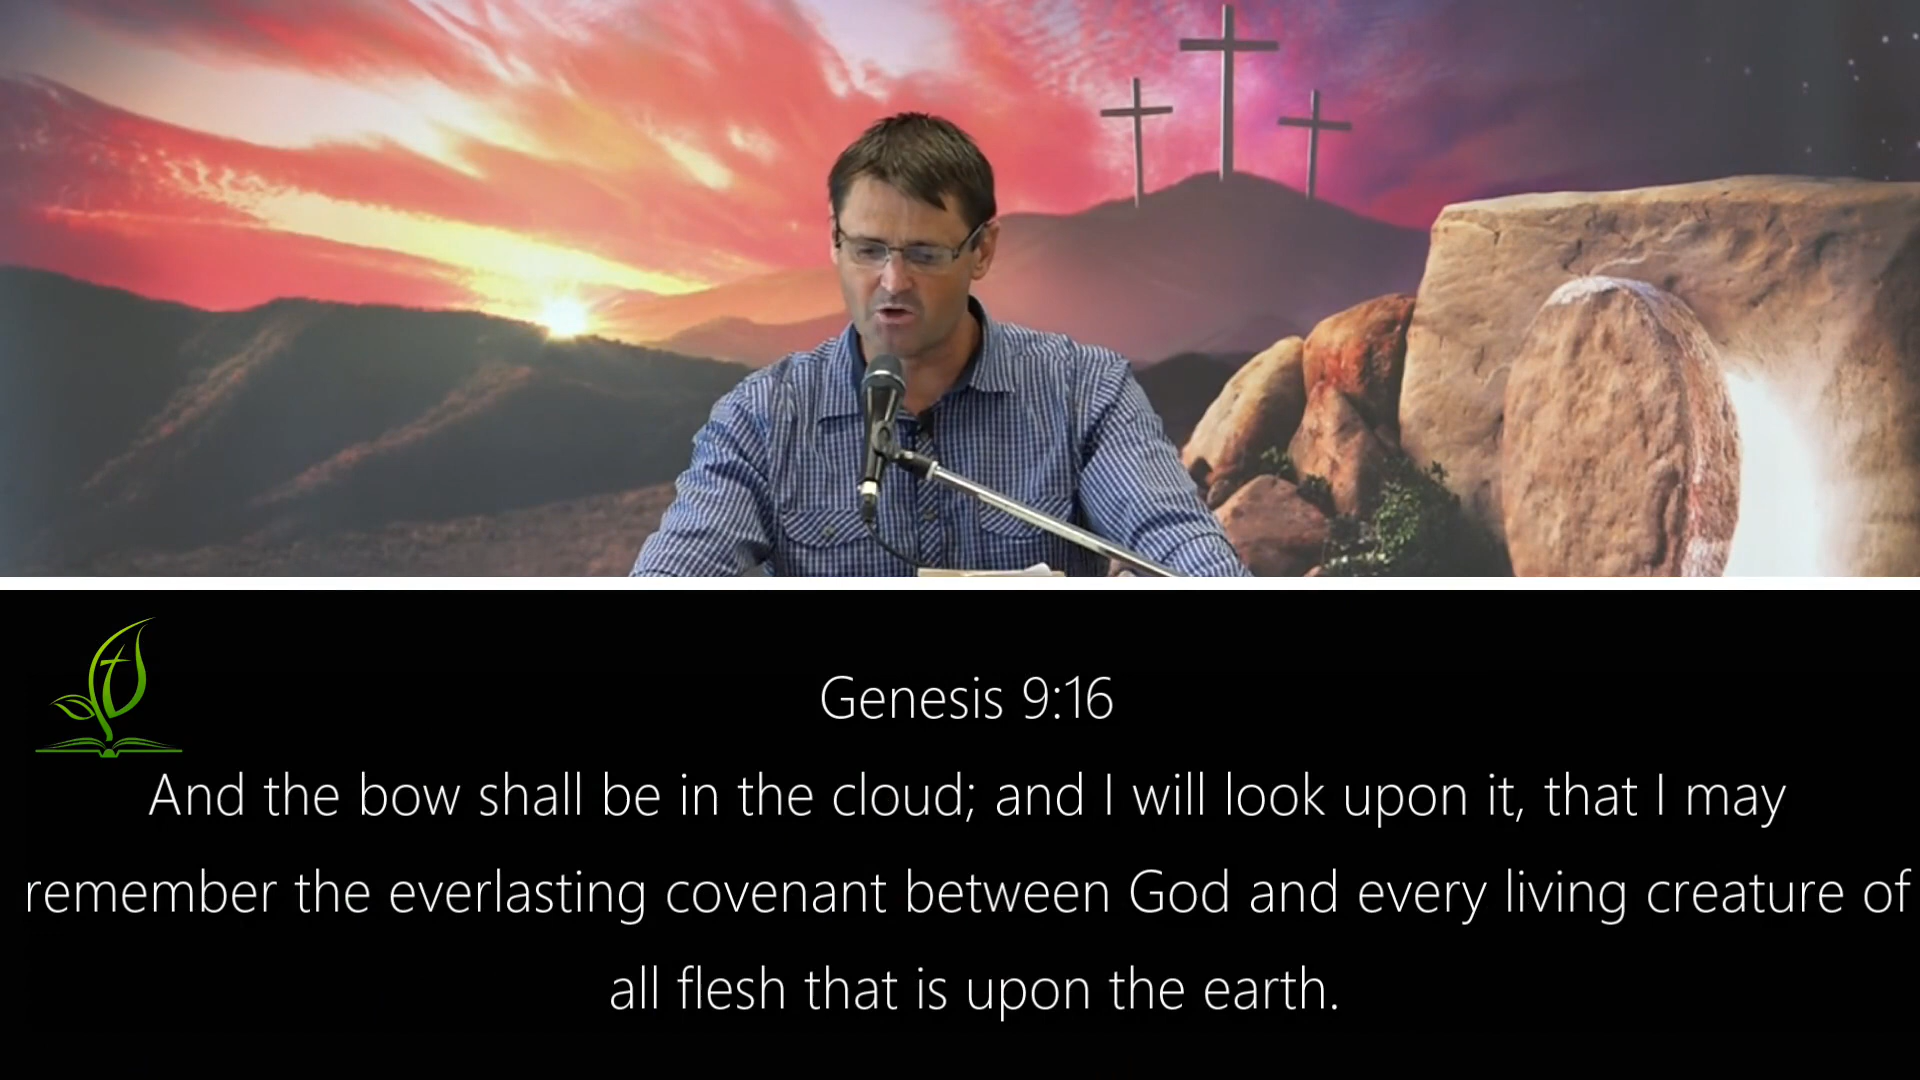 Genesis 9:16
And the bow shall be in the cloud; and I will look upon it, that I may
remember the everlasting covenant between God and every living creature of
all flesh that is upon the earth.